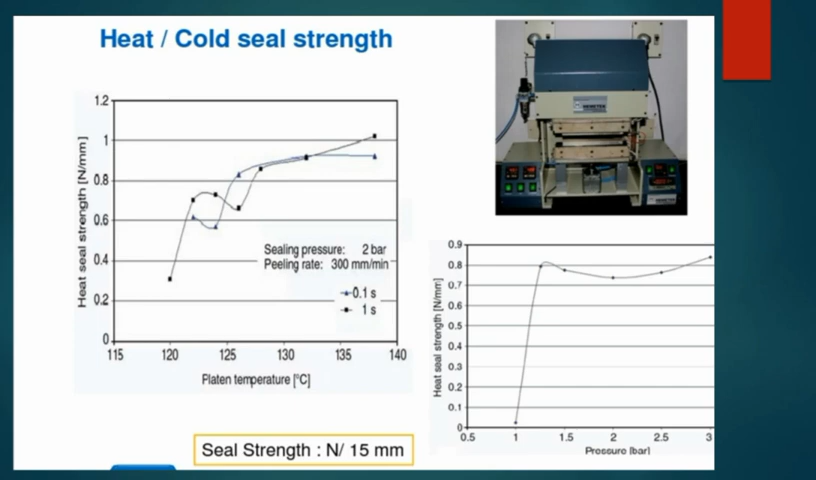 Heat / Cold seal strength
Heat seal strength [N/mm]
1.2
1
0.8
0.6
0.4
0.2
0
115
120
125
130
135
140
Platen temperature [°C]
Sealing pressure: 2 bar
Peeling rate: 300 mm/min
0.1 s
1 s
Heat seal strength [N/mm]
0.9
0.8
0.7
0.6
0.5
0.4
0.3
0.2
0.1
0
0.5
1
1.5
2
2.5
3
Pressure [bar]
Seal Strength : N/ 15 mm